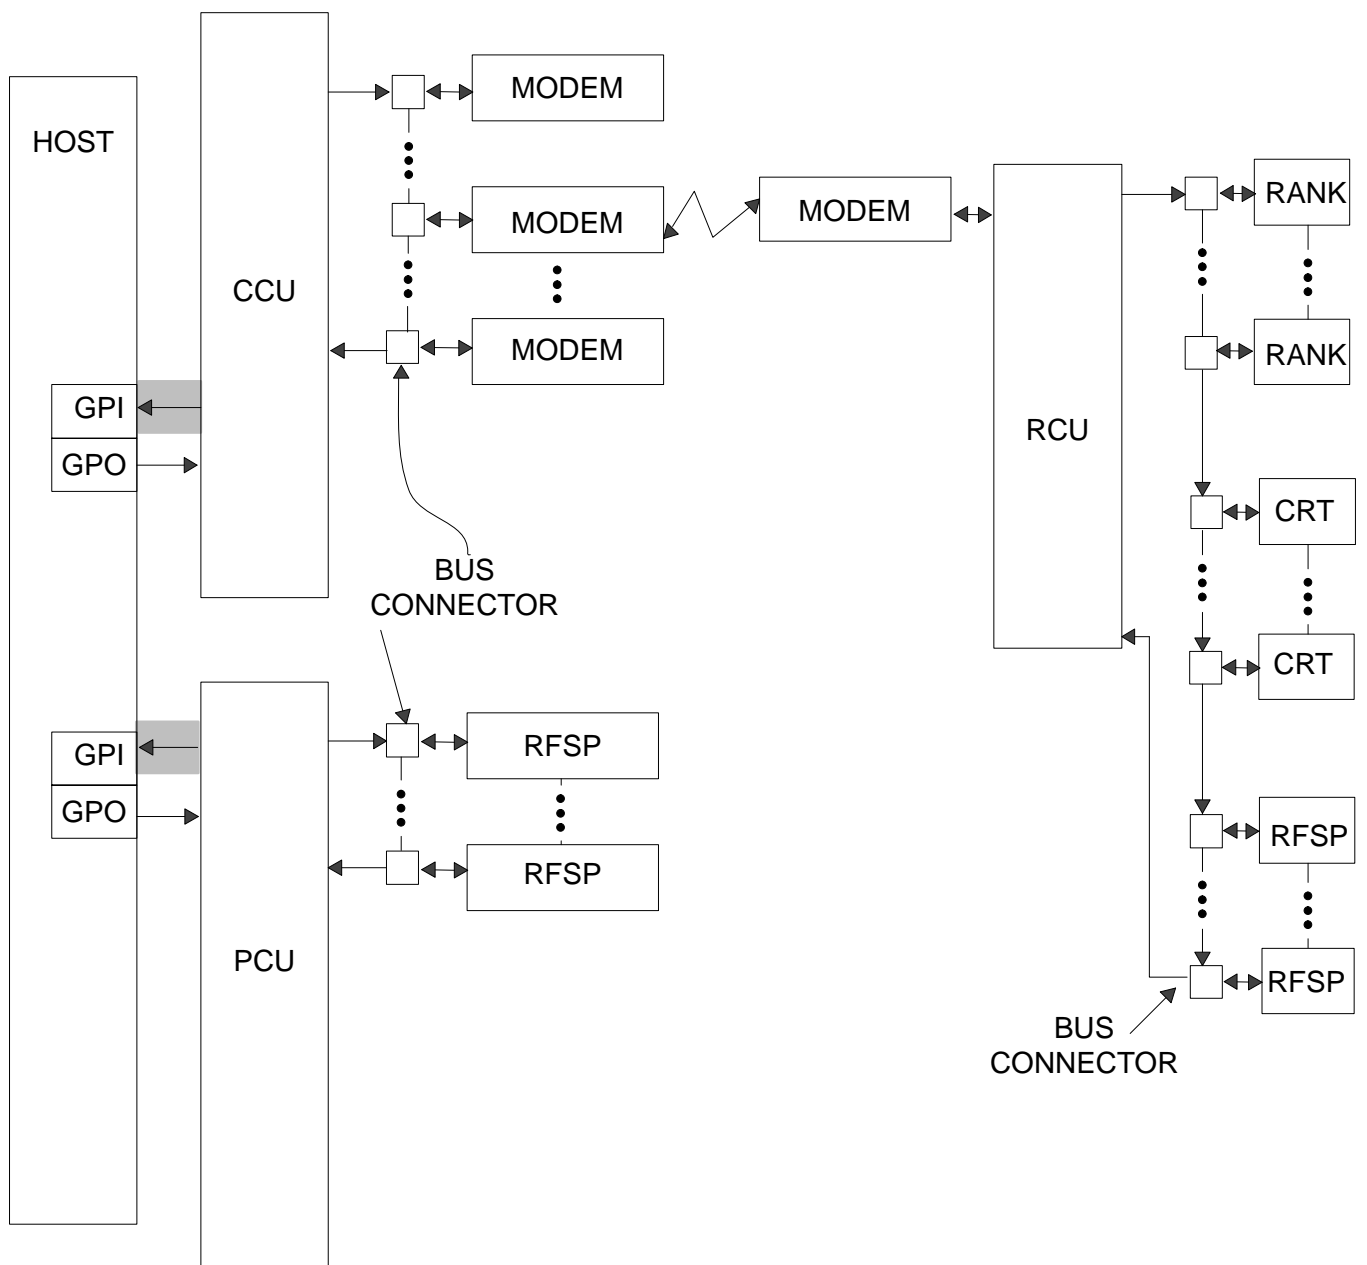 HOST
CCU
MODEM
MODEM
MODEM
MODEM
RCU
RANK
RANK
GPI
GPO
CRT
CRT
BUS
CONNECTOR
GPI
GPO
PCU
RFSP
RFSP
RFSP
RFSP
BUS
CONNECTOR